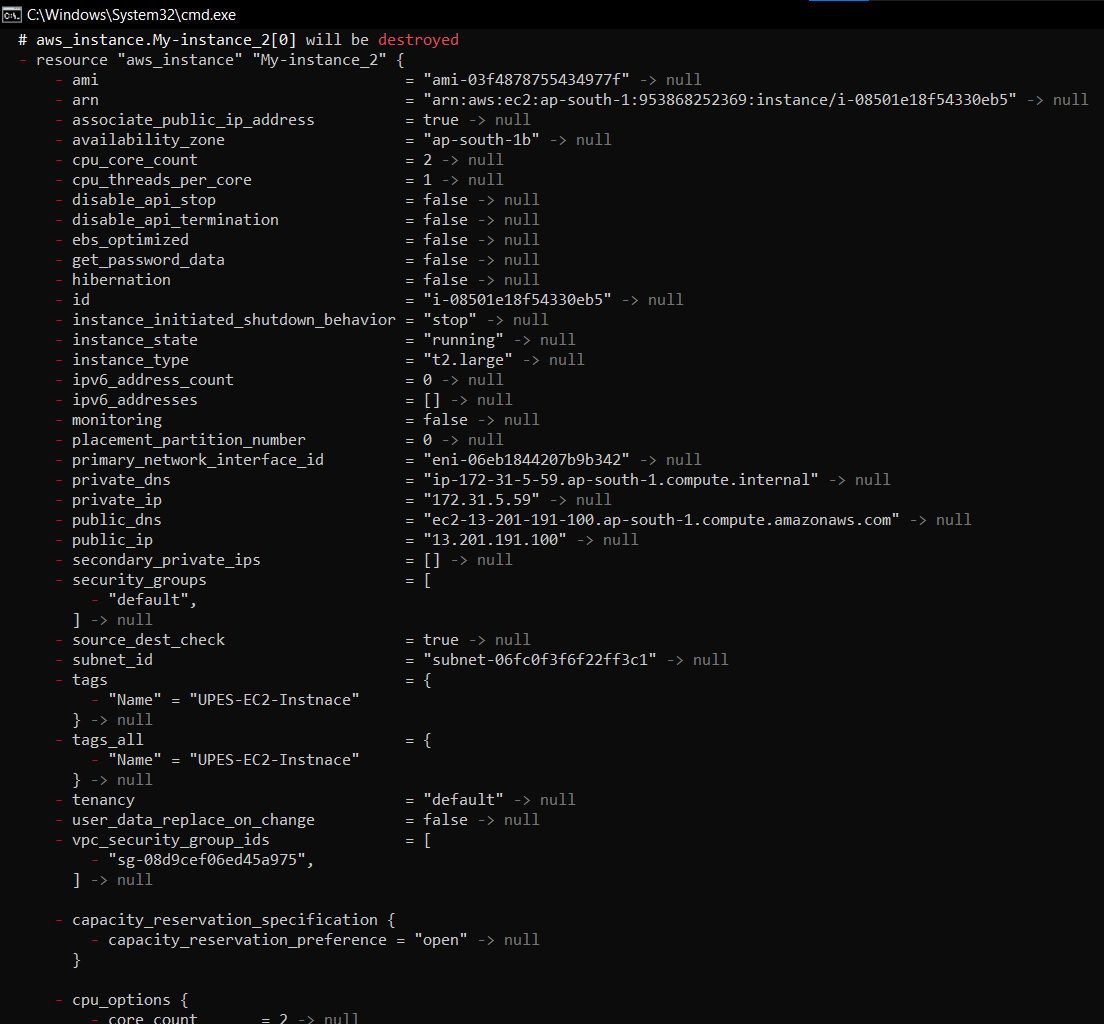 C:\Windows\System32\cmd.exe
# aws_instance.My-instance_2[0] will be destroyed
- resource "aws_instance" "My-instance_2" {
- ami = "ami-03f4878755434977f" -> null
- arn = "arn:aws:ec2:ap-south-1:953868252369:instance/i-08501e18f54330eb5" -> null
- associate_public_ip_address = true -> null
- availability_zone = "ap-south-1b" -> null
- cpu_core_count = 2 -> null
- cpu_threads_per_core = 1 -> null
- disable_api_stop = false -> null
- disable_api_termination = false -> null
- ebs_optimized = false -> null
- get_password_data = false -> null
- hibernation = false -> null
- id = "i-08501e18f54330eb5" -> null
- instance_initiated_shutdown_behavior = "stop" -> null
- instance_state = "running" -> null
- instance_type = "t2.large" -> null
- ipv6_address_count = 0 -> null
- ipv6_addresses = [] -> null
- monitoring = false -> null
- placement_partition_number = 0 -> null
- primary_network_interface_id = "eni-06eb1844207b9b342" -> null
- private_dns = "ip-172-31-5-59.ap-south-1.compute.internal" -> null
- private_ip = "172.31.5.59" -> null
- public_dns = "ec2-13-201-191-100.ap-south-1.compute.amazonaws.com" -> null
- public_ip = "13.201.191.100" -> null
- secondary_private_ips = [] -> null
- security_groups = [
- "default",
] -> null
- source_dest_check = true -> null
- subnet_id = "subnet-06fc0f3f6f22ff3c1" -> null
- tags = {
- "Name" = "UPES-EC2-Instnace"
} -> null
- tags_all = {
- "Name" = "UPES-EC2-Instnace"
} -> null
- tenancy = "default" -> null
- user_data_replace_on_change = false -> null
- vpc_security_group_ids = [
- "sg-08d9cef06ed45a975",
] -> null
- capacity_reservation_specification {
- capacity_reservation_preference = "open" -> null
}
- cpu_options {
- core_count = 2 -> null